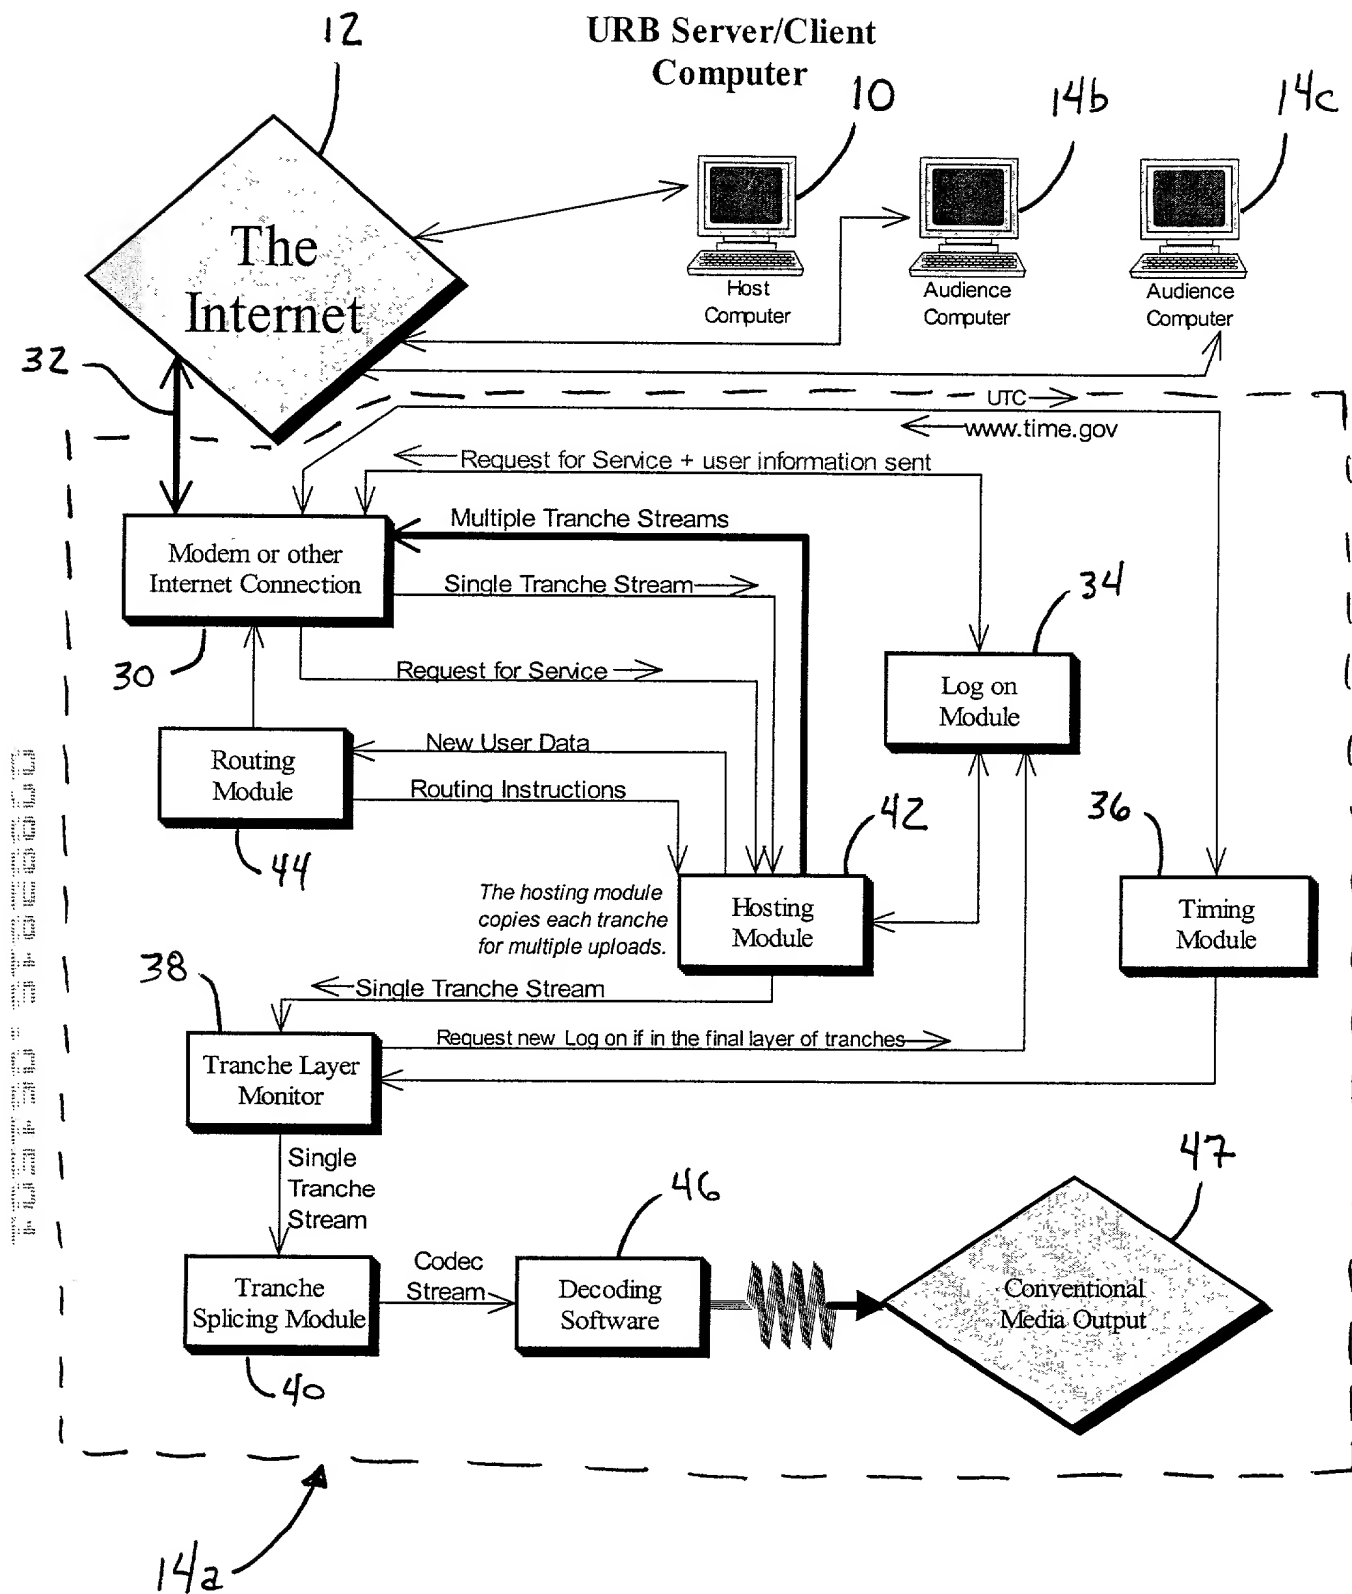 12
URB Server/Client
Computer
10
14b
14c
The
Internet
Host
Computer
Audience
Computer
Audience
Computer
32
UTC
www.time.gov
Request for Service + user information sent
Multiple Tranche Streams
Modem or other
Internet Connection
Single Tranche Stream
34
30
Request for Service
Log on
Module
New User Data
Routing
Module
Routing Instructions
42
36
44
The hosting module
copies each tranche
for multiple uploads.
Hosting
Module
Timing
Module
38
Single Tranche Stream
Request new Log on if in the final layer of tranches
Tranche Layer
Monitor
Single
Tranche
Stream
46
47
Codec
Stream
Tranche
Splicing Module
Decoding
Software
Conventional
Media Output
40
14a